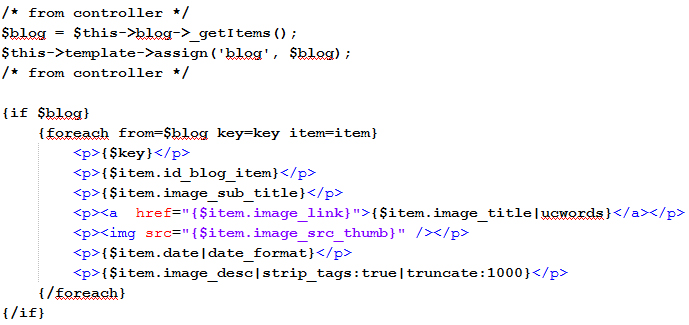 /* from controller */
$blog = $this->blog->_getItems();
$this->template->assign('blog', $blog);
/* from controller */
{if $blog}
{foreach from=$blog key=key item=item}
<p>{$key}</p>
<p>{$item.id_blog_item}</p>
<p>{$item.image_sub_title}</p>
<p><a  href="{$item.image_link}">{$item.image_title|ucwords}</a></p>
<p><img src="{$item.image_src_thumb}" /></p>
<p>{$item.date|date_format}</p>
<p>{$item.image_desc|strip_tags:true|truncate:1000}</p>
{/foreach}
{/if}